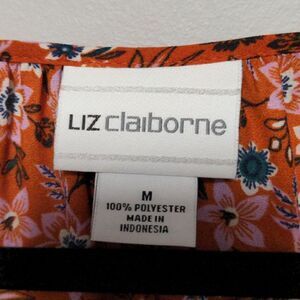 LIZ claiborne
M
100% POLYESTER
MADE IN
INDONESIA